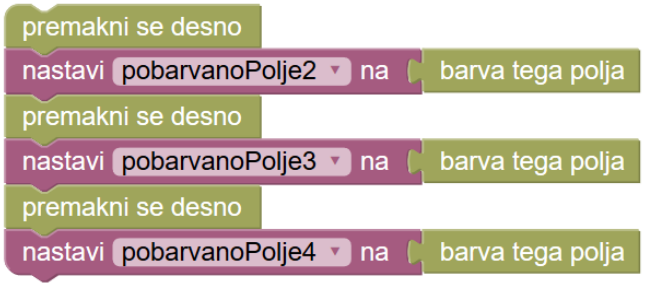 premakni se desno
nastavi pobarvanoPolje2 na barva tega polja
premakni se desno
nastavi pobarvanoPolje3 na barva tega polja
premakni se desno
nastavi pobarvanoPolje4 na barva tega polja